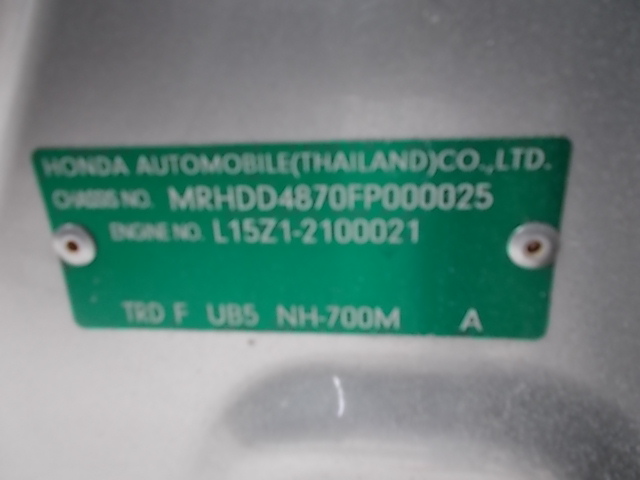 HONDA AUTOMOBILE(THAILAND)CO.,LTD.
CHASSIS NO. MRHDD4870FP000025
ENGINE NO. L15Z1-2100021
TRD F UB5 NH-700M A